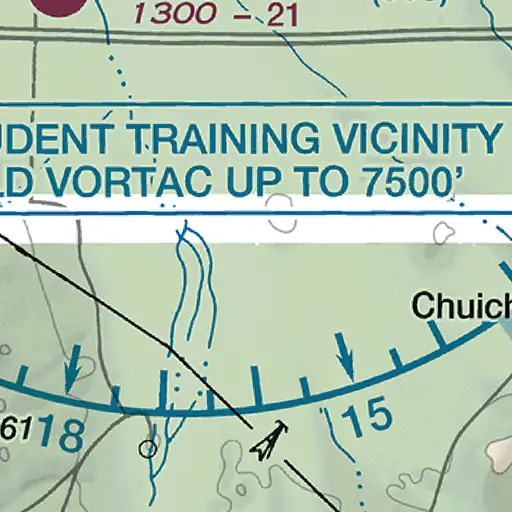 1300 – 21
UDENT TRAINING VICINITY
LD VORTAC UP TO 7500’
Chuich
61
18
15